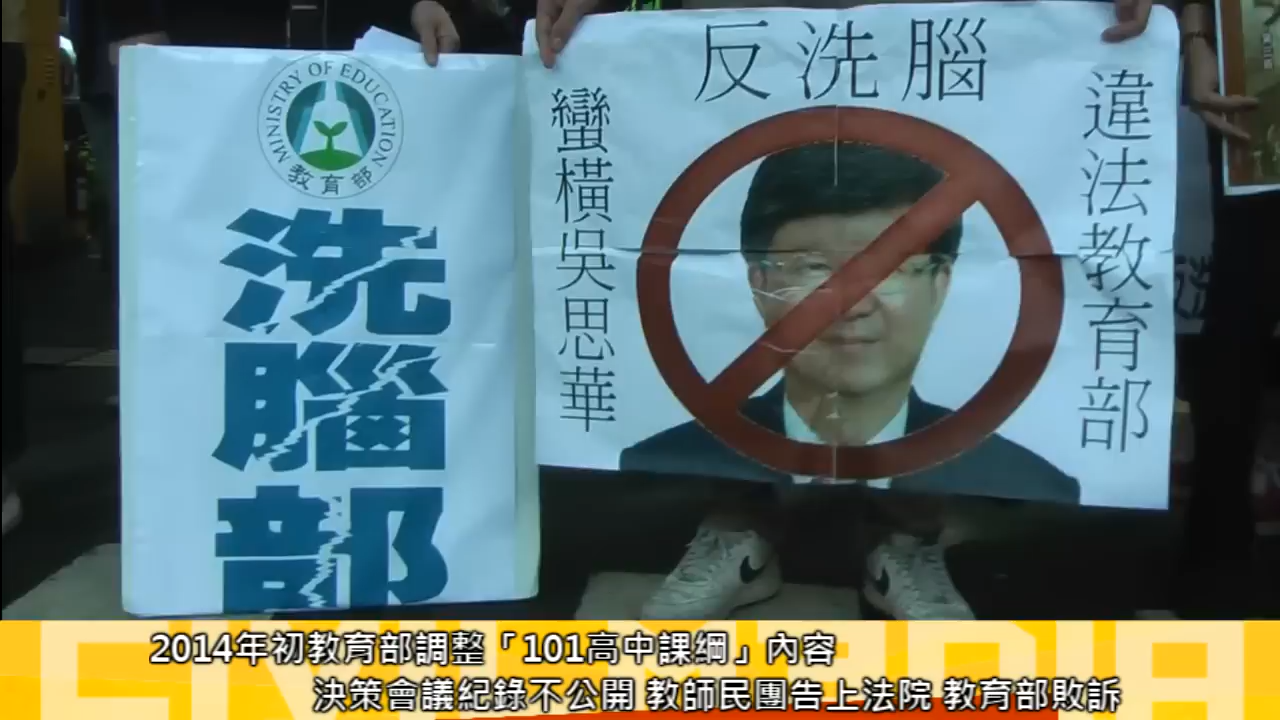 MINISTRY OF EDUCATION
教育部
洗腦部
反洗腦
違法教育部
蠻橫吳思華
2014年初教育部調整「101高中課綱」內容
決策會議紀錄不公開 教師民團告上法院 教育部敗訴